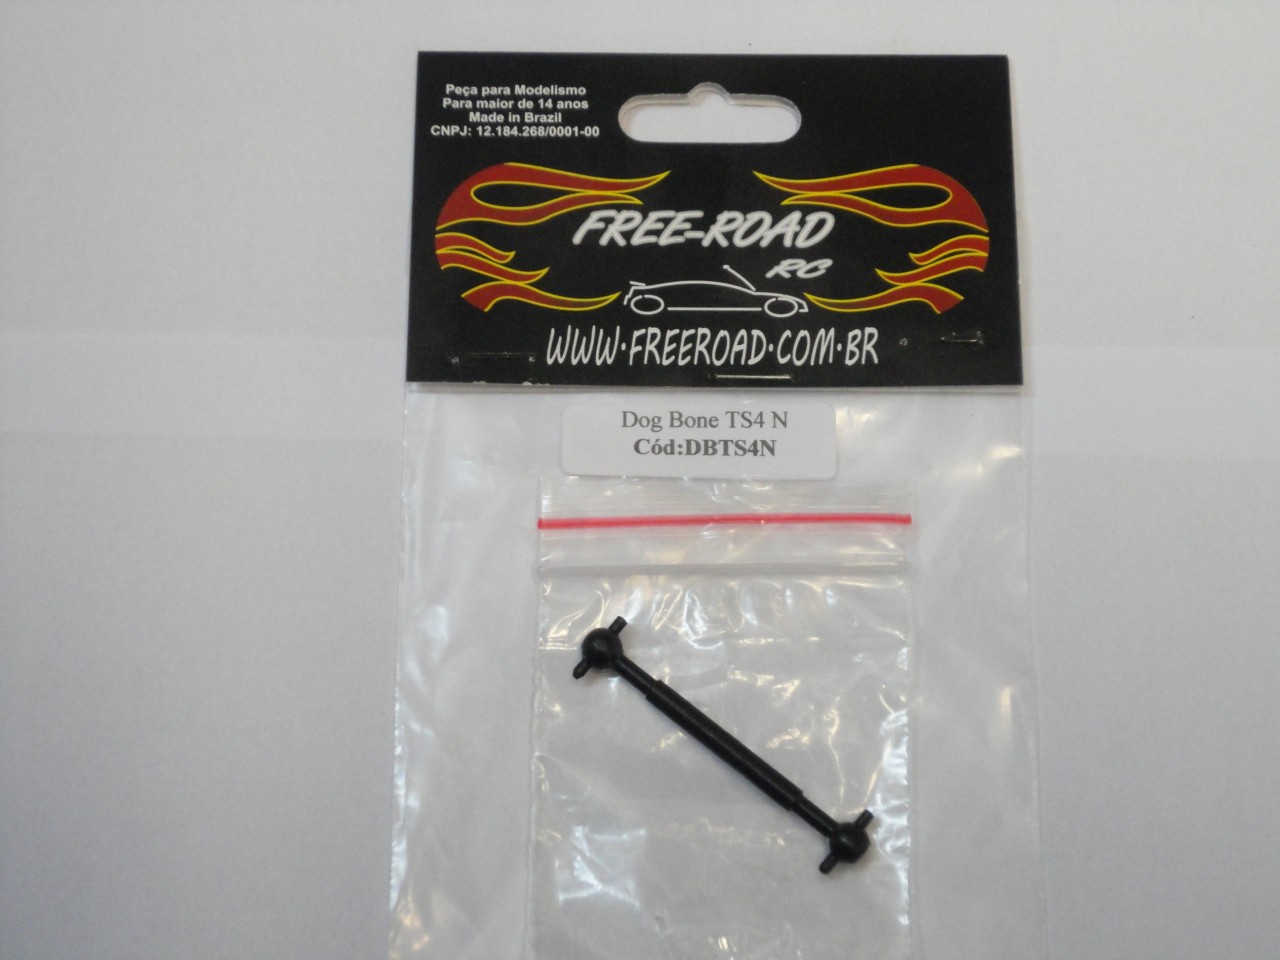 Peça para Modelismo
Para maior de 14 anos
Made in Brazil
CNPJ: 12.184.268/0001-00
FREE-ROAD
RC
WWW.FREEROAD.COM.BR
Dog Bone TS4 N
Cód:DBTS4N